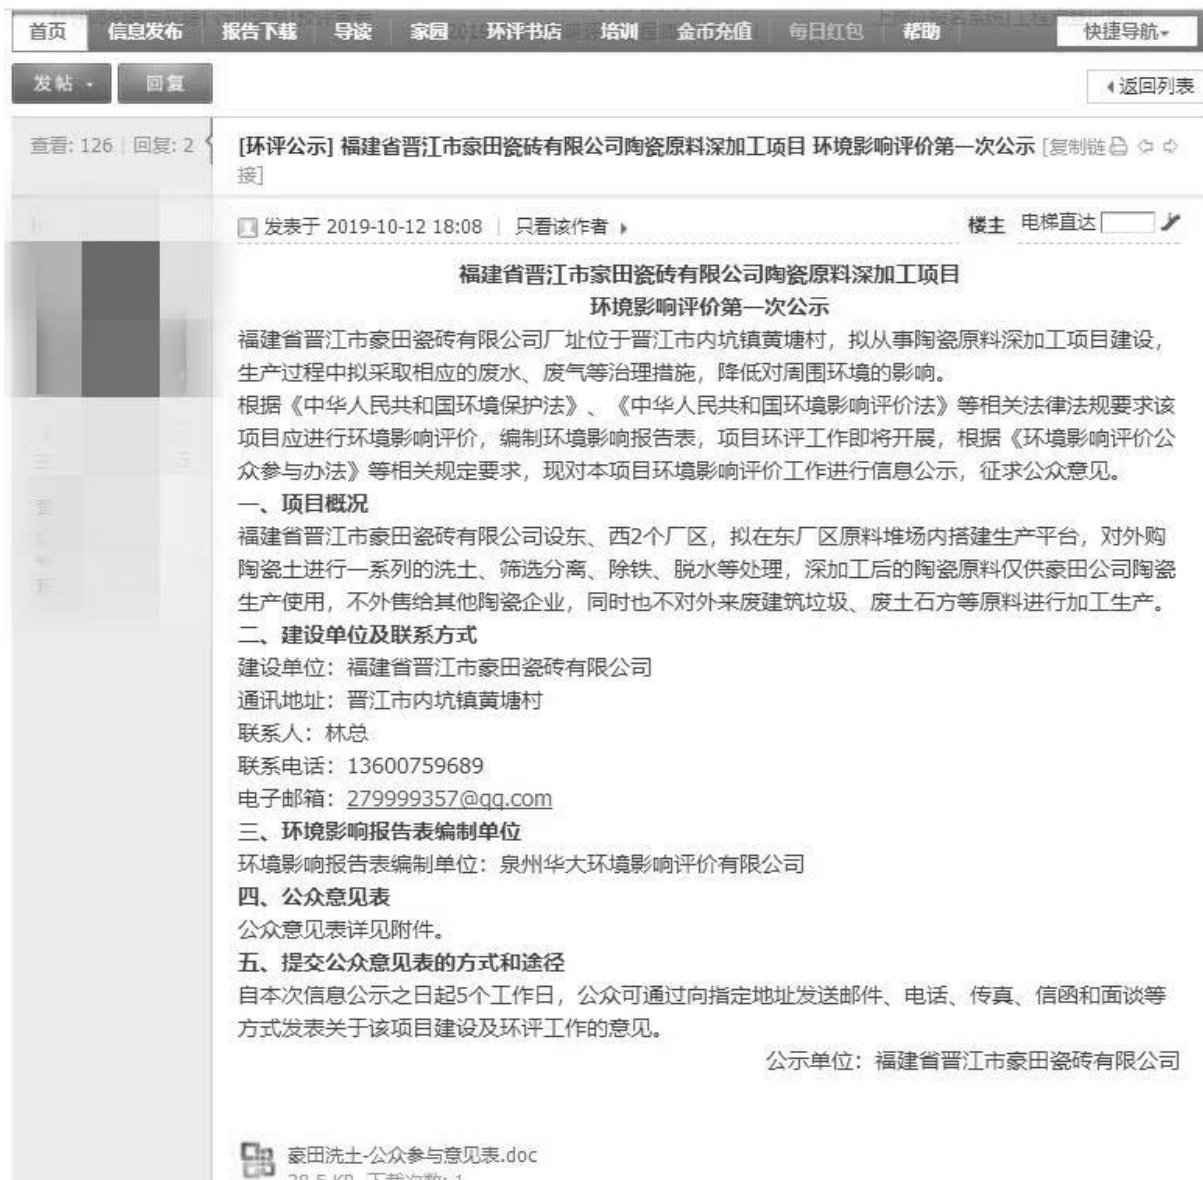 首页 信息发布 报告下载 导读 家园 环评书店 培训 金币充值 每日红包 帮助 快捷导航
发帖 回复 返回列表
查看: 126 回复: 2 [环评公示] 福建省晋江市豪田瓷砖有限公司陶瓷原料深加工项目 环境影响评价第一次公示 [复制链
接]
发表于 2019-10-12 18:08 只看该作者 楼主 电梯直达
福建省晋江市豪田瓷砖有限公司陶瓷原料深加工项目
环境影响评价第一次公示
福建省晋江市豪田瓷砖有限公司厂址位于晋江市内坑镇黄塘村，拟从事陶瓷原料深加工项目建设，
生产过程中拟采取相应的废水、废气等治理措施，降低对周围环境的影响。
根据《中华人民共和国环境保护法》、《中华人民共和国环境影响评价法》等相关法律法规要求该
项目应进行环境影响评价，编制环境影响报告表，项目环评工作即将开展，根据《环境影响评价公
众参与办法》等相关规定要求，现对本项目环境影响评价工作进行信息公示，征求公众意见。
一、项目概况
福建省晋江市豪田瓷砖有限公司设东、西2个厂区，拟在东厂区原料堆场内搭建生产平台，对外购
陶瓷土进行一系列的洗土、筛选分离、除铁、脱水等处理，深加工后的陶瓷原料仅供豪田公司陶瓷
生产使用，不外售给其他陶瓷企业，同时也不对外来废建筑垃圾、废土石方等原料进行加工生产。
二、建设单位及联系方式
建设单位：福建省晋江市豪田瓷砖有限公司
通讯地址：晋江市内坑镇黄塘村
联系人：林总
联系电话：13600759689
电子邮箱：279999357@qq.com
三、环境影响报告表编制单位
环境影响报告表编制单位：泉州华大环境影响评价有限公司
四、公众意见表
公众意见表详见附件。
五、提交公众意见表的方式和途径
自本次信息公示之日起5个工作日，公众可通过向指定地址发送邮件、电话、传真、信函和面谈等
方式发表关于该项目建设及环评工作的意见。
公示单位：福建省晋江市豪田瓷砖有限公司
豪田洗土-公众参与意见表.doc